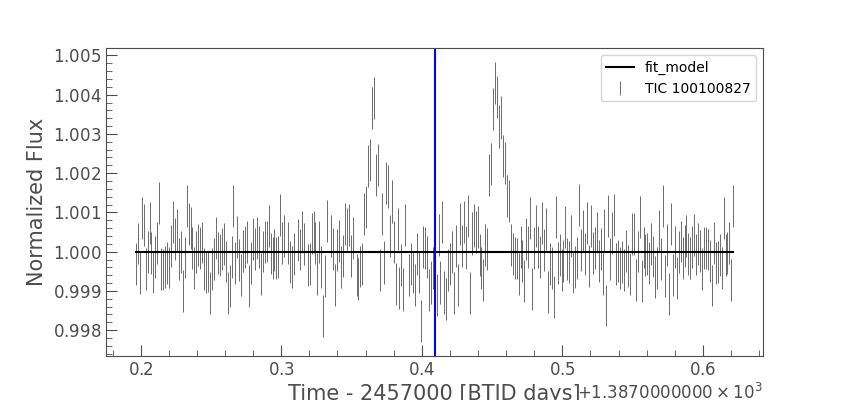 1.005
1.004
1.003
1.002
1.001
1.000
0.999
0.998
Normalized Flux
fit_model
TIC 100100827
0.2 0.3 0.4 0.5 0.6
Time - 2457000 [BTJD days]
+1.3870000000 × 10³